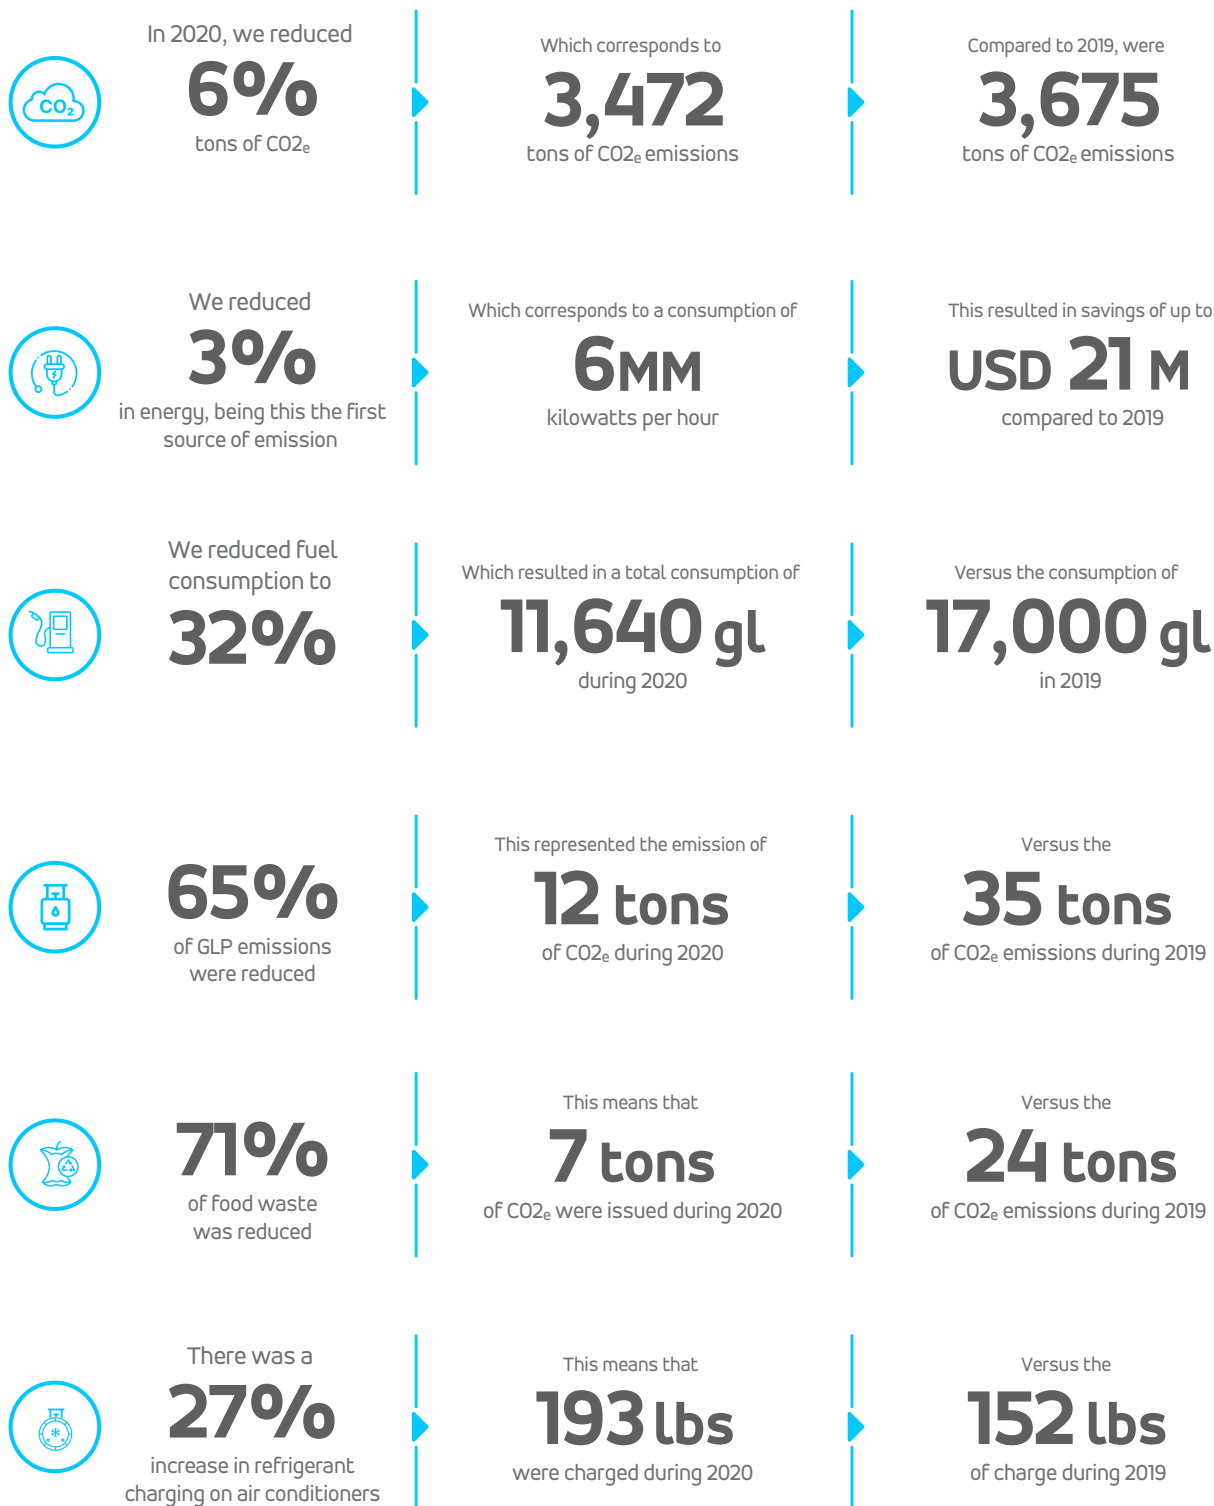 In 2020, we reduced
6%
tons of CO2e
Which corresponds to
3,472
tons of CO2e emissions
Compared to 2019, were
3,675
tons of CO2e emissions
CO2
We reduced
3%
in energy, being this the first
source of emission
Which corresponds to a consumption of
6MM
kilowatts per hour
This resulted in savings of up to
USD 21 M
compared to 2019
We reduced fuel
consumption to
32%
Which resulted in a total consumption of
11,640 gl
during 2020
Versus the consumption of
17,000 gl
in 2019
65%
of GLP emissions
were reduced
This represented the emission of
12 tons
of CO2e during 2020
Versus the
35 tons
of CO2e emissions during 2019
71%
of food waste
was reduced
This means that
7 tons
of CO2e were issued during 2020
Versus the
24 tons
of CO2e emissions during 2019
There was a
27%
increase in refrigerant
charging on air conditioners
This means that
193 lbs
were charged during 2020
Versus the
152 lbs
of charge during 2019